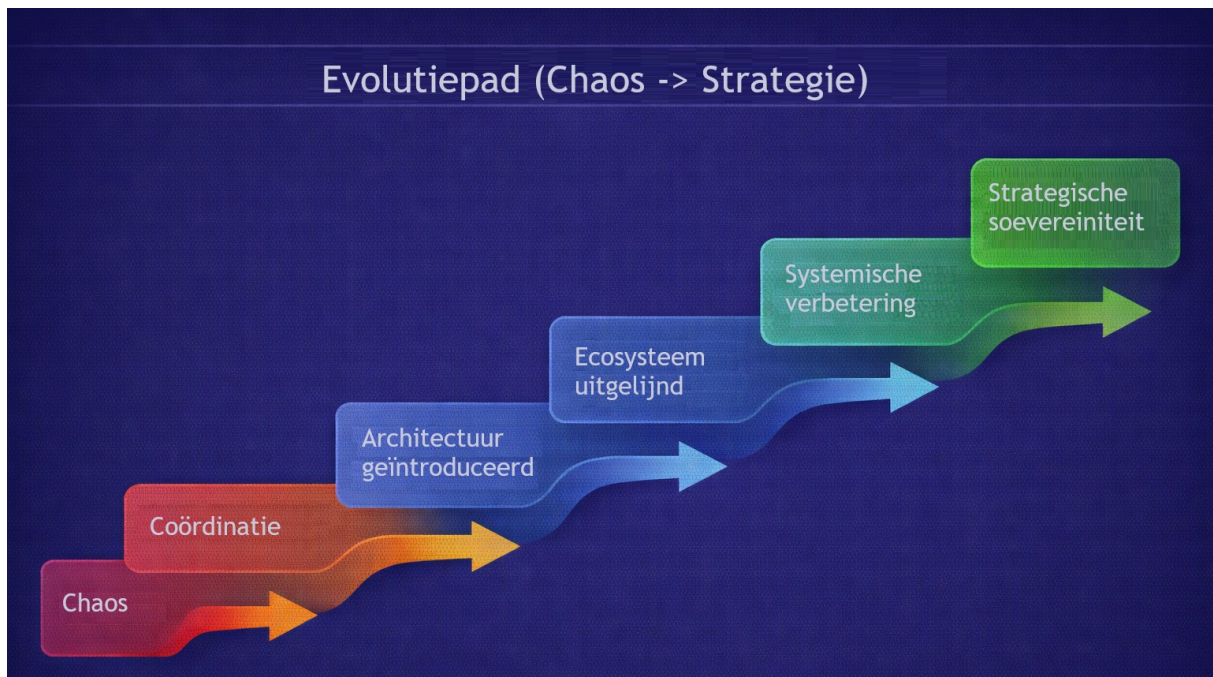 Evolutiepad (Chaos -> Strategie)
Strategische
soevereiniteit
Systemische
verbetering
Ecosysteem
uitgelijnd
Architectuur
geïntroduceerd
Coördinatie
Chaos